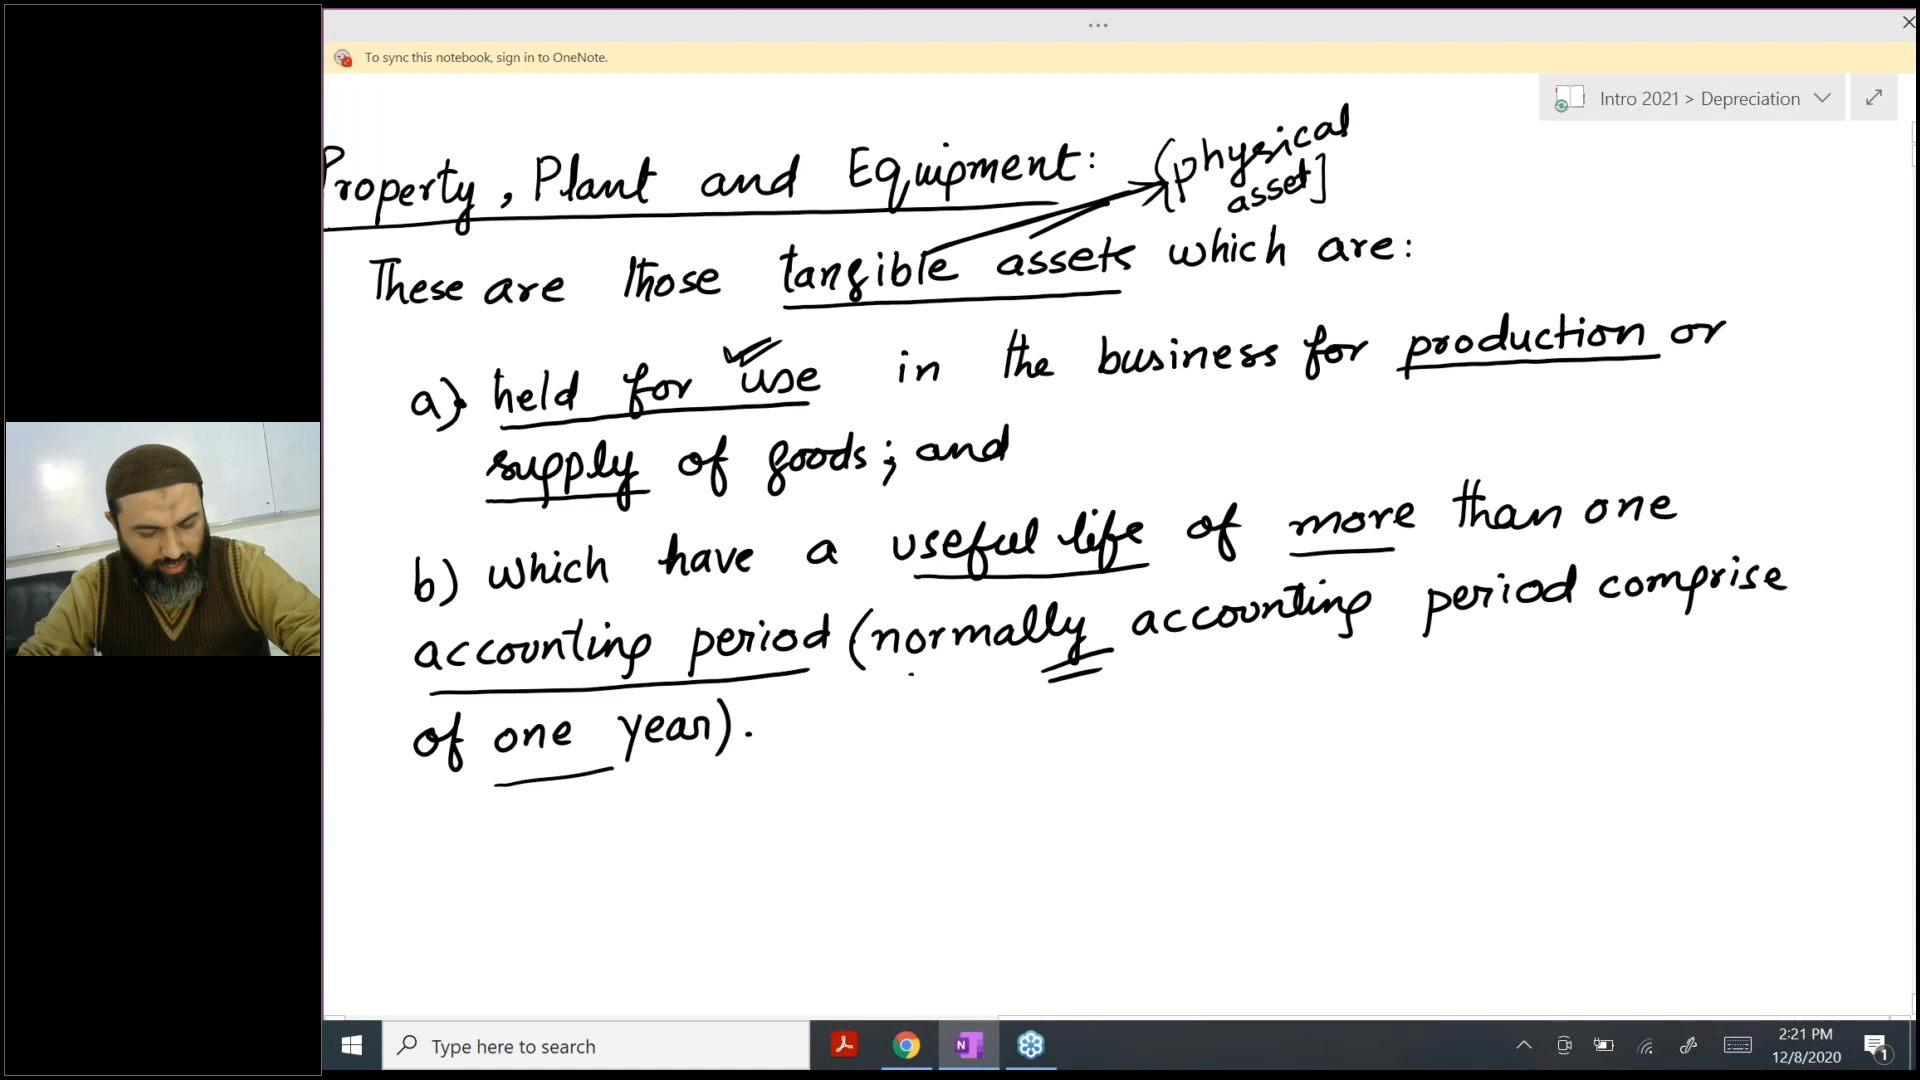 To sync this notebook, sign in to OneNote.
Intro 2021 > Depreciation
Property, Plant and Equipment: [physical
asset]
These are those tangible assets which are:
a) held for use in the business for production or
supply of goods; and
b) which have a useful life of more than one
accounting period (normally accounting period comprise
of one year).
Type here to search
N
2:21 PM
12/8/2020
1